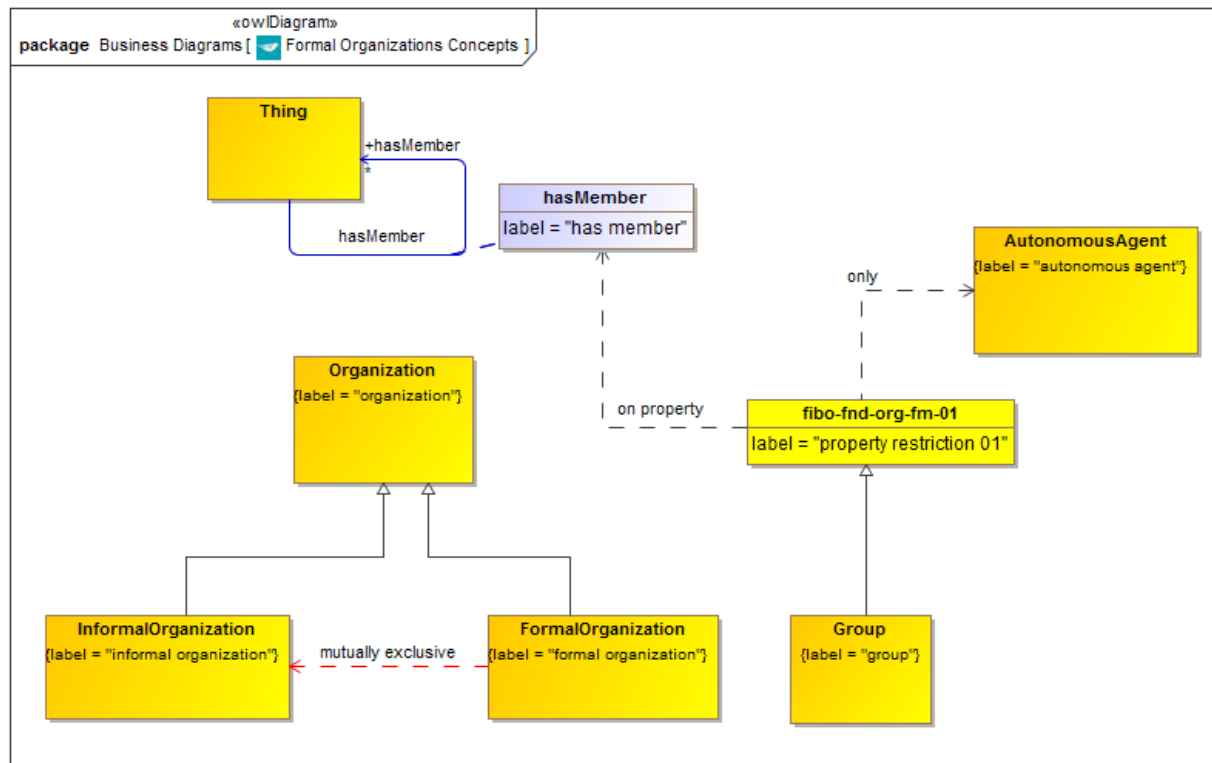 «owlDiagram»
package Business Diagrams [ Formal Organizations Concepts ]
Thing
+hasMember
*
hasMember
hasMember
label = "has member"
AutonomousAgent
{label = "autonomous agent"}
only
Organization
{label = "organization"}
on property
fibo-fnd-org-fm-01
label = "property restriction 01"
InformalOrganization
{label = "informal organization"}
mutually exclusive
FormalOrganization
{label = "formal organization"}
Group
{label = "group"}